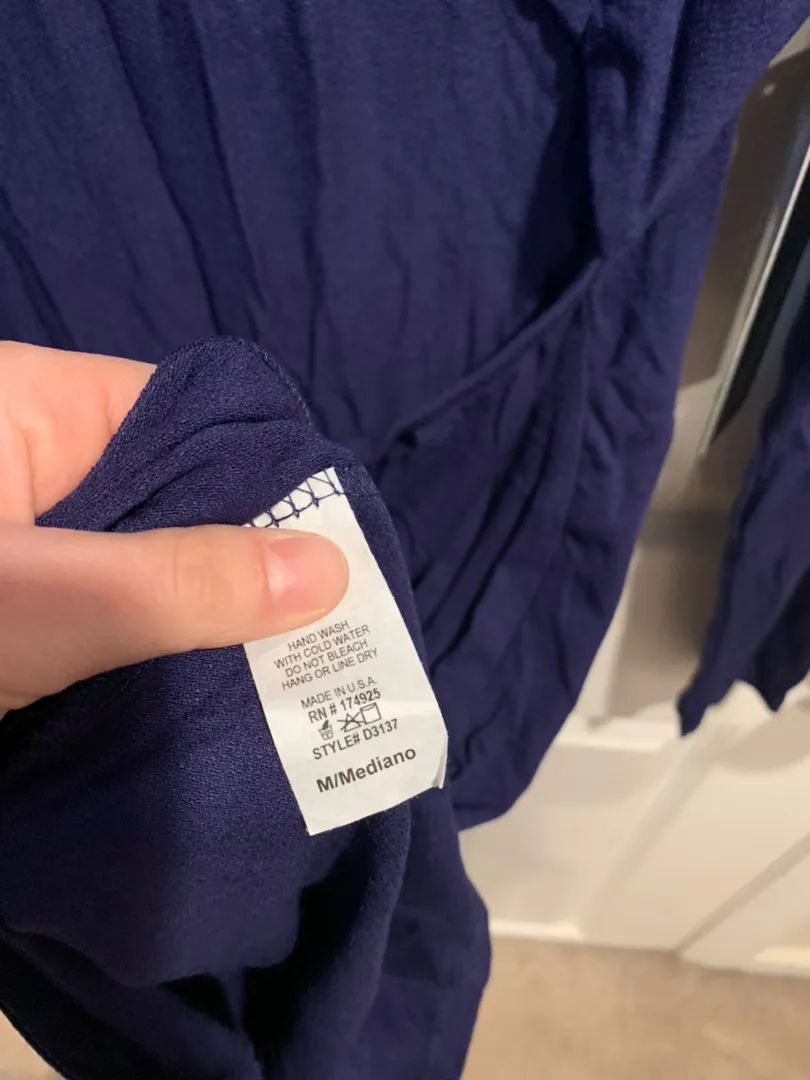 HAND WASH
WITH COLD WATER
DO NOT BLEACH
HANG OR LINE DRY
MADE IN U.S.A.
RN # 174925
STYLE# D3137
M/Mediano